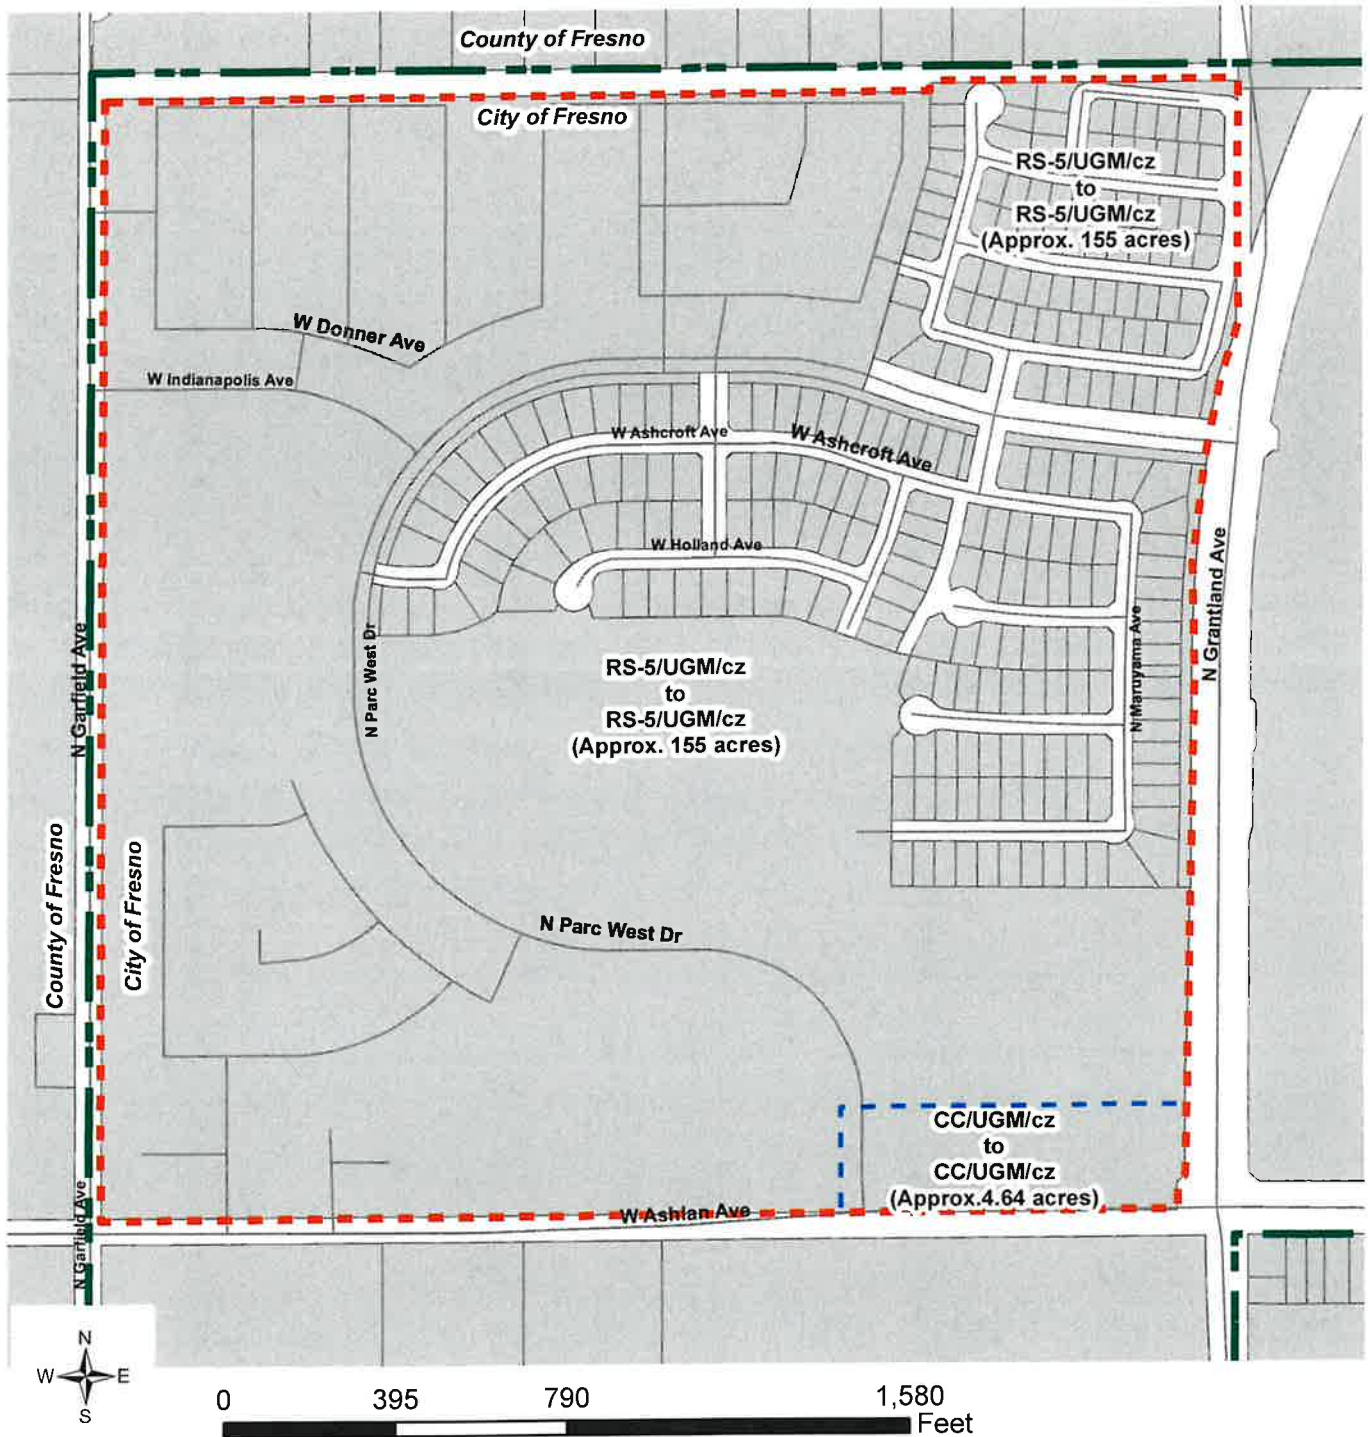 County of Fresno
City of Fresno
RS-5/UGM/cz
to
RS-5/UGM/cz
(Approx. 155 acres)
W Donner Ave
W Indianapolis Ave
W Ashcroft Ave
W Ashcroft Ave
W Holland Ave
N Grantland Ave
N Maruyama Ave
N Garfield Ave
N Parc West Dr
RS-5/UGM/cz
to
RS-5/UGM/cz
(Approx. 155 acres)
County of Fresno
City of Fresno
N Parc West Dr
CC/UGM/cz
to
CC/UGM/cz
(Approx.4.64 acres)
W Ashlan Ave
N Garfield Ave
N
W E
S
0 395 790 1,580
Feet